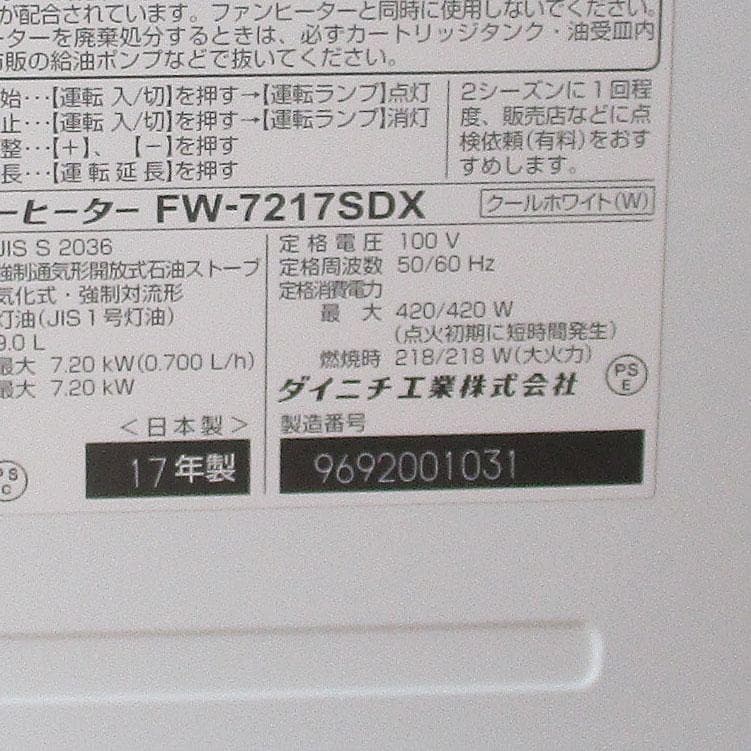 が配合されています。ファンヒーターと同時に使用しないでください。
ーターを廃棄処分するときは、必ずカートリッジタンク・油受皿内
市販の給油ポンプなどで抜いてください。
始…【運転 入/切】を押す→【運転ランプ】点灯
止…【運転 入/切】を押す→【運転ランプ】消灯
整…【+】、【-】を押す
長…【運転延長】を押す
2シーズンに1回程
度、販売店などに点
検依頼(有料)をおす
すめします。
ーヒーター FW-7217SDX
クールホワイト(W)
JIS S 2036
強制通気形開放式石油ストーブ
気化式・強制対流形
灯油(JIS1号灯油)
9.0 L
最大 7.20 kW(0.700 L/h)
最大 7.20 kW
<日本製>
17年製
定格電圧 100 V
定格周波数 50/60 Hz
定格消費電力
最大 420/420 W
(点火初期に短時間発生)
燃焼時 218/218 W(大火力)
ダイニチ工業株式会社
PS
E
製造番号
9692001031
PS
C